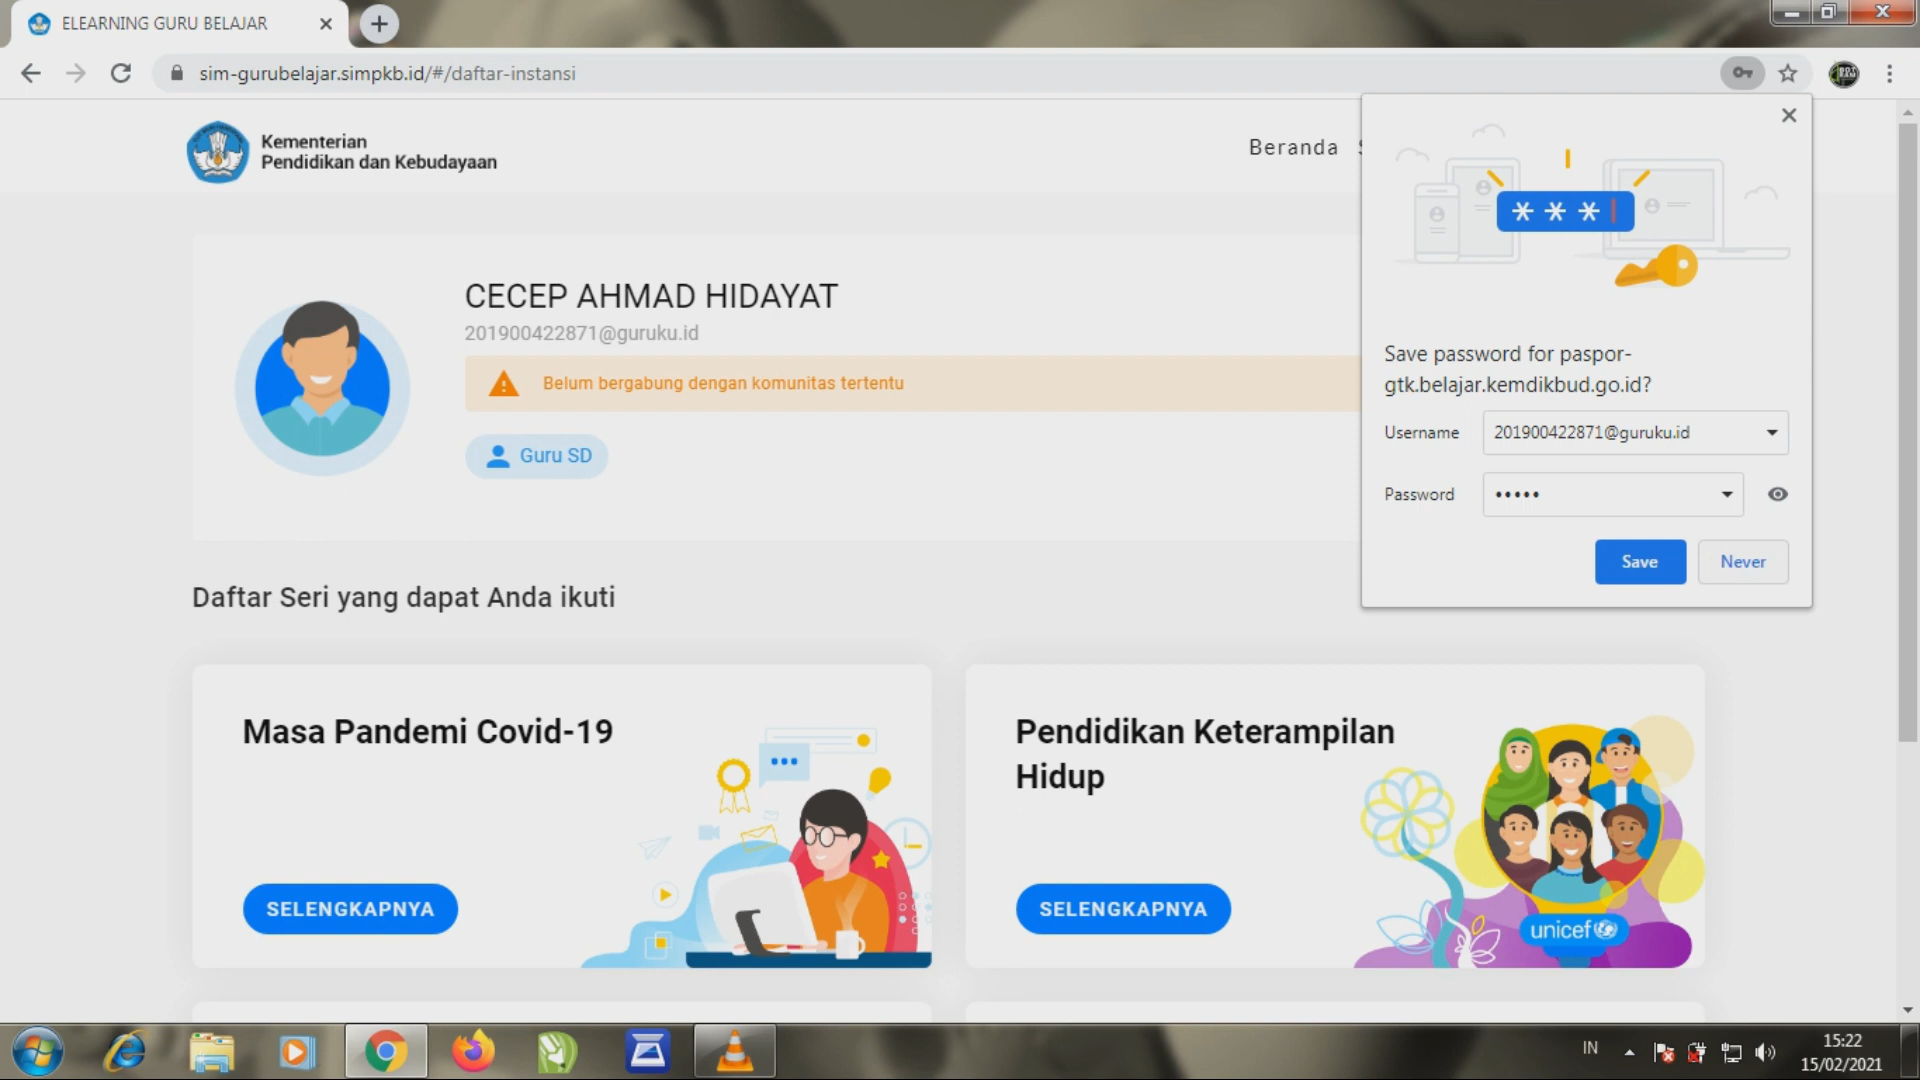 ELEARNING GURU BELAJAR
sim-gurubelajar.simpkb.id/#/daftar-instansi
Kementerian
Pendidikan dan Kebudayaan
Beranda
CECEP AHMAD HIDAYAT
201900422871@guruku.id
Belum bergabung dengan komunitas tertentu
Guru SD
Save password for paspor-
gtk.belajar.kemdikbud.go.id?
Username 201900422871@guruku.id
Password •••••
Save Never
Daftar Seri yang dapat Anda ikuti
Masa Pandemi Covid-19
SELENGKAPNYA
Pendidikan Keterampilan
Hidup
SELENGKAPNYA
unicef
IN
15:22
15/02/2021